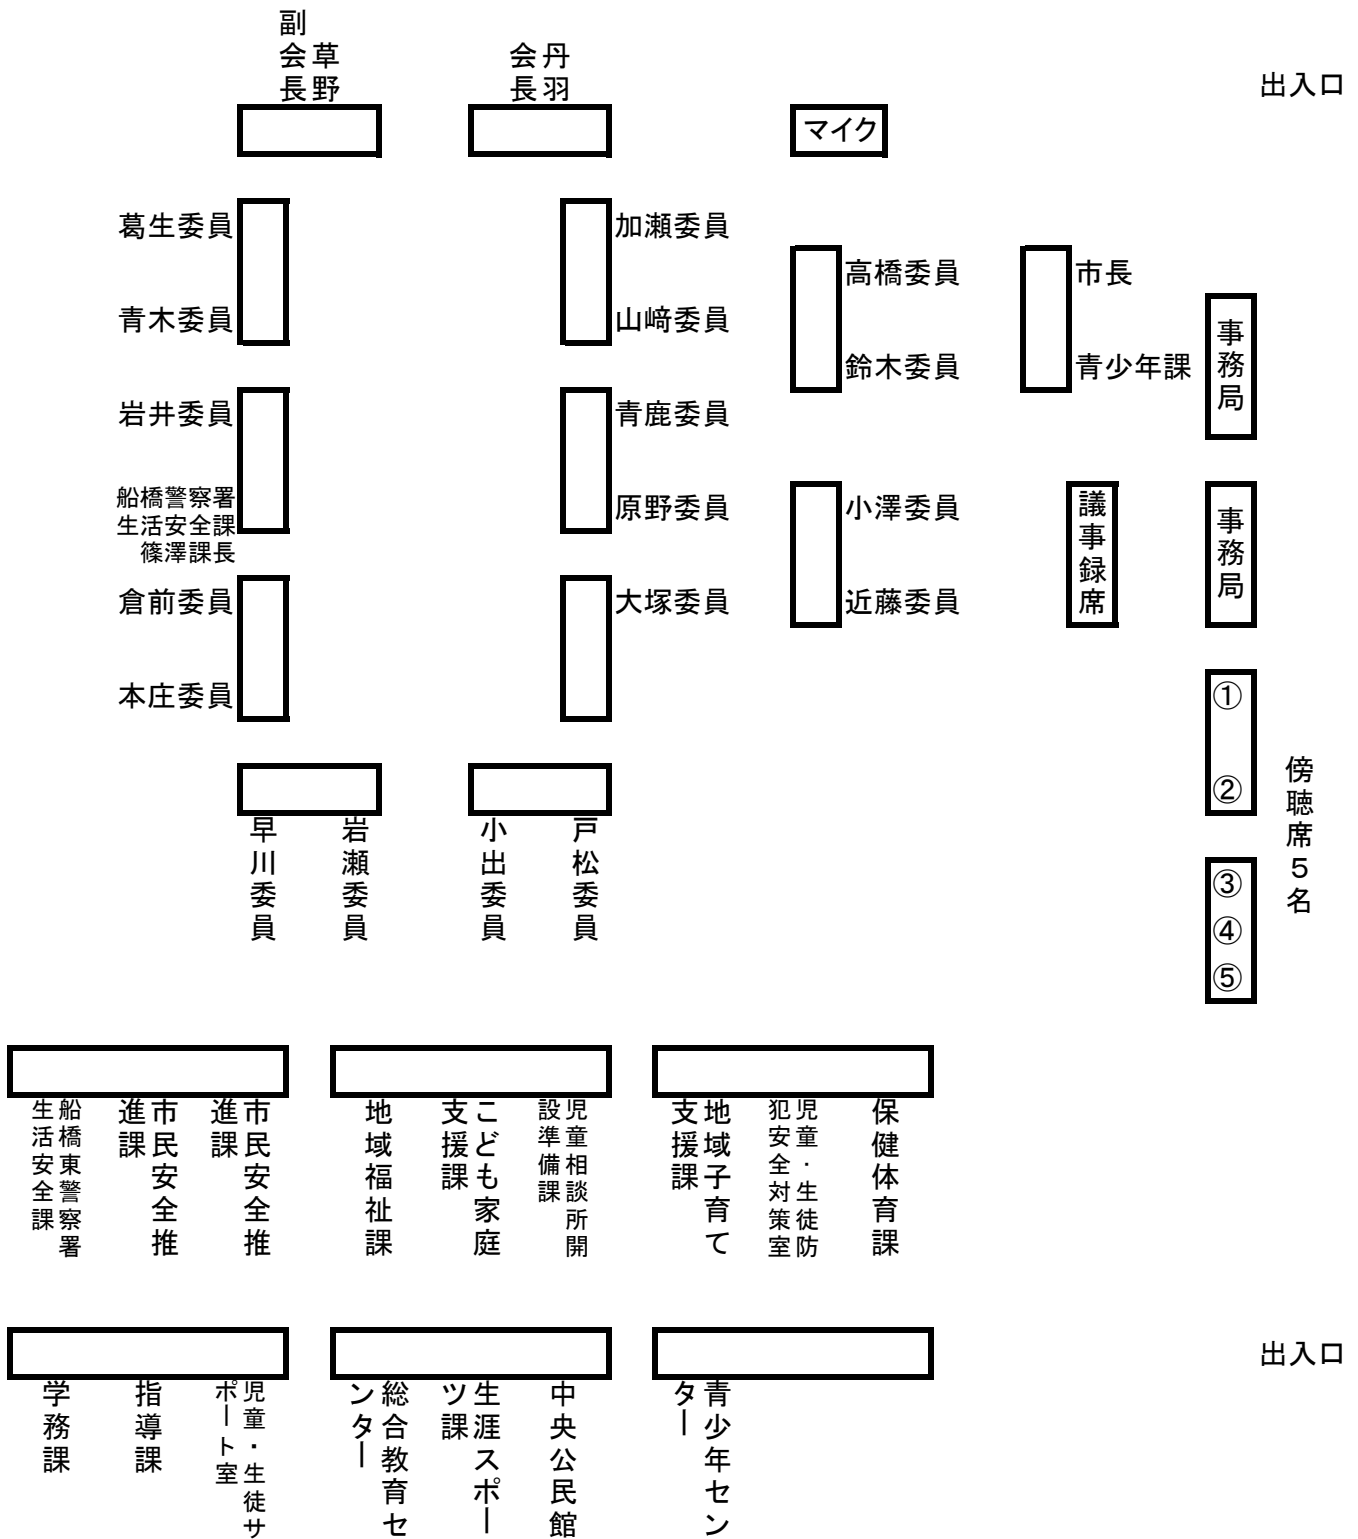 副会長
草野
会長
丹羽
出入口
マイク
葛生委員
加瀬委員
高橋委員
市長
青木委員
山﨑委員
鈴木委員
青少年課
事務局
岩井委員
青鹿委員
船橋警察署
生活安全課
篠澤課長
原野委員
小澤委員
議事録席
事務局
倉前委員
大塚委員
近藤委員
本庄委員
①
②
傍聴席5名
③
④
⑤
早川委員
岩瀬委員
小出委員
戸松委員
船橋東警察署
生活安全課
市民安全推
進課
市民安全推
進課
地域福祉課
こども家庭
支援課
児童相談所開
設準備課
地域子育て
支援課
児童・生徒防
犯安全対策室
保健体育課
出入口
学務課
指導課
児童・生徒サ
ポート室
総合教育セ
ンター
生涯スポー
ツ課
中央公民館
青少年セン
ター